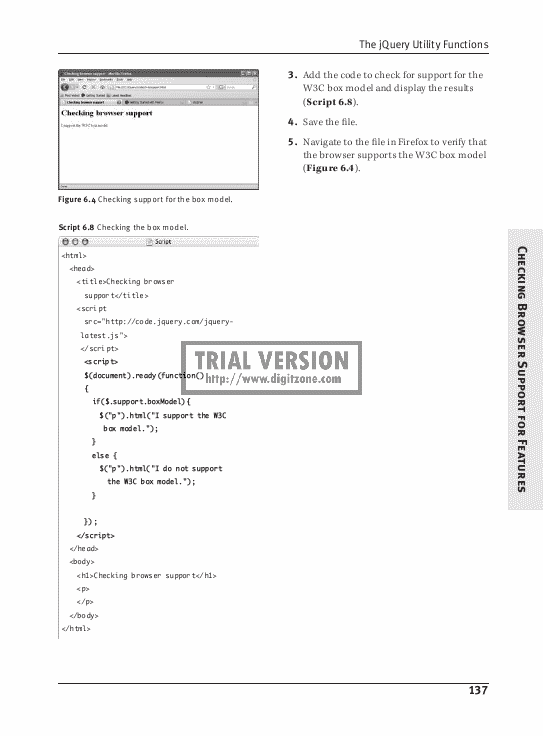 The jQuery Utility Functions
Checking browser support
I support the W3C box model
Figure 6.4 Checking support for the box model.
Script 6.8 Checking the box model.
Script
<html>
<head>
<title>Checking browser
support</title>
<script
src="http://code.jquery.com/jquery-
latest.js">
</script>
<script>
$(document).ready(function()
{
if($.support.boxModel){
$("p").html("I support the W3C
box model.");
}
else {
$("p").html("I do not support
the W3C box model.");
}
});
</script>
</head>
<body>
<h1>Checking browser support</h1>
<p>
</p>
</body>
</html>
3. Add the code to check for support for the
W3C box model and display the results
(Script 6.8).
4. Save the file.
5. Navigate to the file in Firefox to verify that
the browser supports the W3C box model
(Figure 6.4).
TRIAL VERSION
http://www.digitzone.com
Checking Browser Support for Features
137